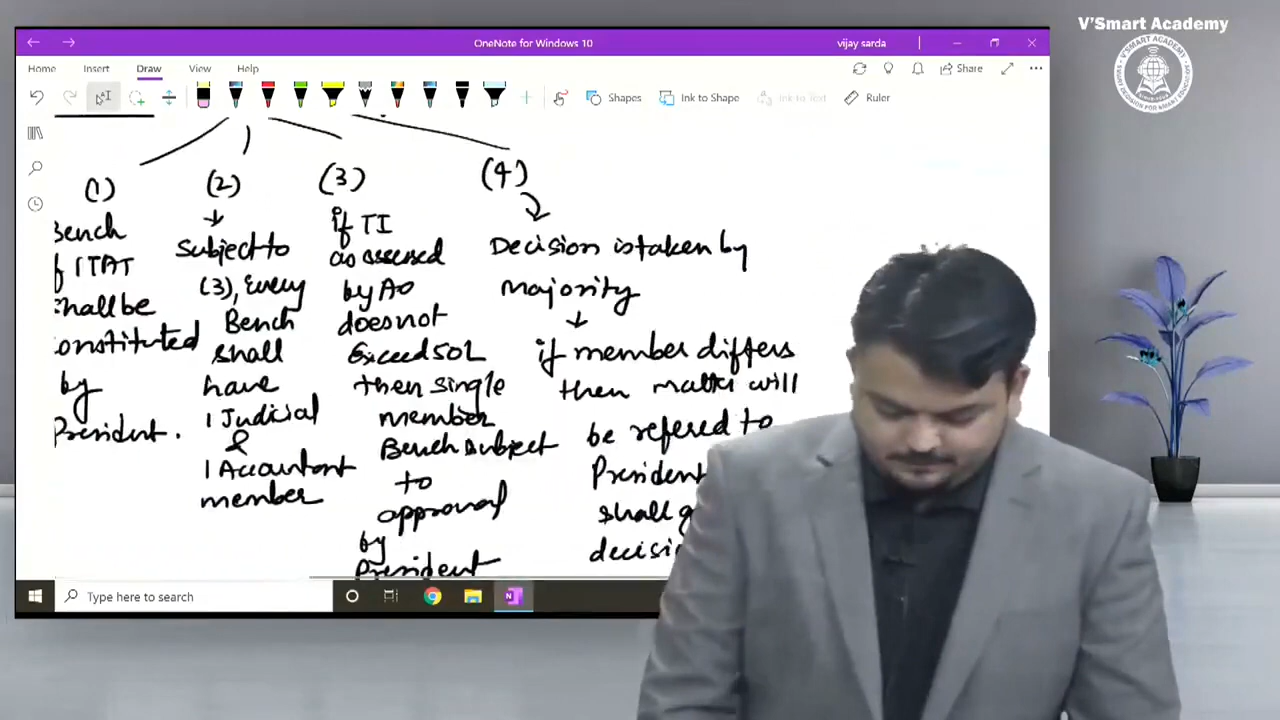 V'Smart Academy
OneNote for Windows 10
vijay sarda
Home
Insert
Draw
View
Help
Share
Shapes
Ink to Shape
Ink to Text
Ruler
(1)
Bench
f ITAT
shall be
onstituted
by
President.
(2)
Subject to
(3), Every
Bench
shall
have
1 Judicial
&
1 Accountant
member
(3)
if TI
as assessed
by AO
does not
Exceed 50L
then single
member
Bench subject
to
approval
by
President
(4)
Decision is taken by
majority
if member differs
then matter will
be refered to
President
shall g
decisi
Type here to search